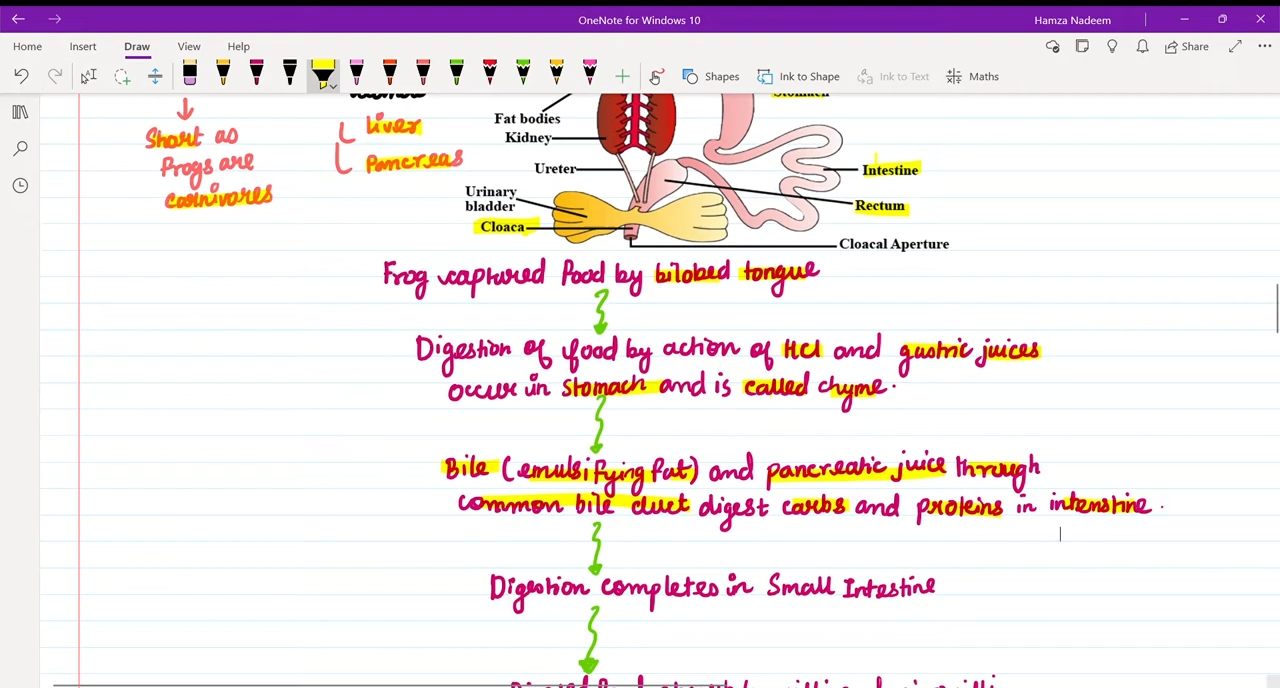 OneNote for Windows 10
Hamza Nadeem
Home Insert Draw View Help
Share
Shapes
Ink to Shape
Ink to Text
Maths
Stomach
Short as
Frogs are
carnivores
liver
Pancreas
Fat bodies
Kidney
Ureter
Urinary
bladder
Cloaca
Intestine
Rectum
Cloacal Aperture
Frog captured food by bilobed tongue
Digestion of food by action of HCl and gastric juices
occur in stomach and is called chyme.
Bile (emulsifying fat) and pancreatic juice through
common bile duct digest carbs and proteins in intenstine.
Digestion completes in Small Intestine